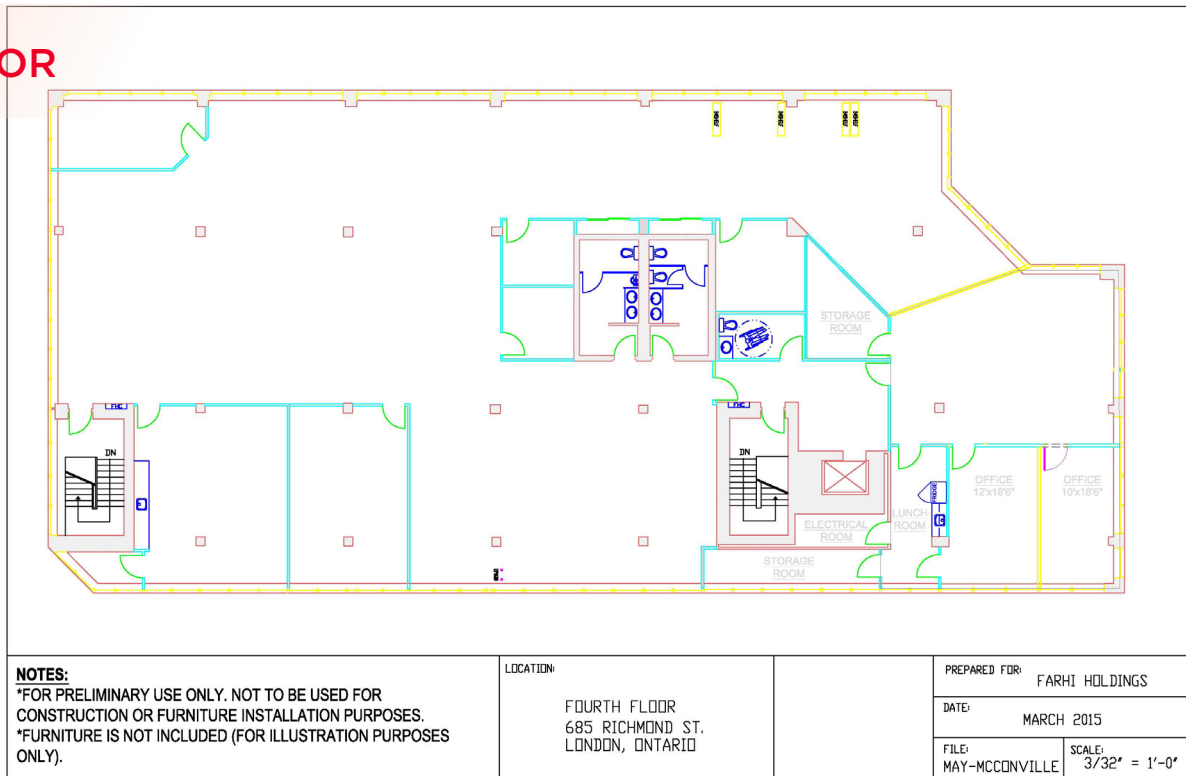 OR
DN
FHC
FHC
DN
STORAGE
ROOM
OFFICE
12'x18'6"
OFFICE
10'x18'6"
FRIDGE
LUNCH
ROOM
ELECTRICAL
ROOM
STORAGE
ROOM
NOTES:
*FOR PRELIMINARY USE ONLY. NOT TO BE USED FOR
CONSTRUCTION OR FURNITURE INSTALLATION PURPOSES.
*FURNITURE IS NOT INCLUDED (FOR ILLUSTRATION PURPOSES
ONLY).
LOCATION:
FOURTH FLOOR
685 RICHMOND ST.
LONDON, ONTARIO
PREPARED FOR: FARHI HOLDINGS
DATE:
MARCH 2015
FILE:
MAY-MCCONVILLE
SCALE:
3/32" = 1'-0"